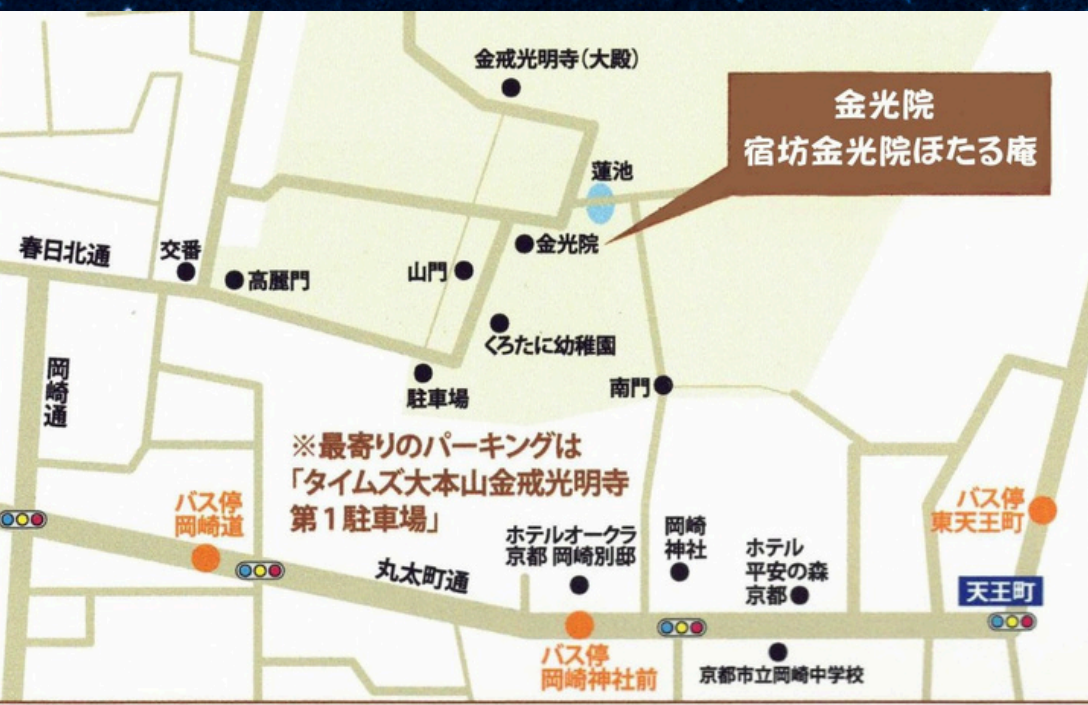 金戒光明寺（大殿）
金光院
宿坊金光院ほたる庵
蓮池
金光院
春日北通
交番
高麗門
山門
くろたに幼稚園
駐車場
南門
岡崎通
※最寄りのパーキングは
「タイムズ大本山金戒光明寺
第１駐車場」
バス停
岡崎道
丸太町通
ホテルオークラ
京都 岡崎別邸
岡崎
神社
ホテル
平安の森
京都
バス停
東天王町
天王町
バス停
岡崎神社前
京都市立岡崎中学校